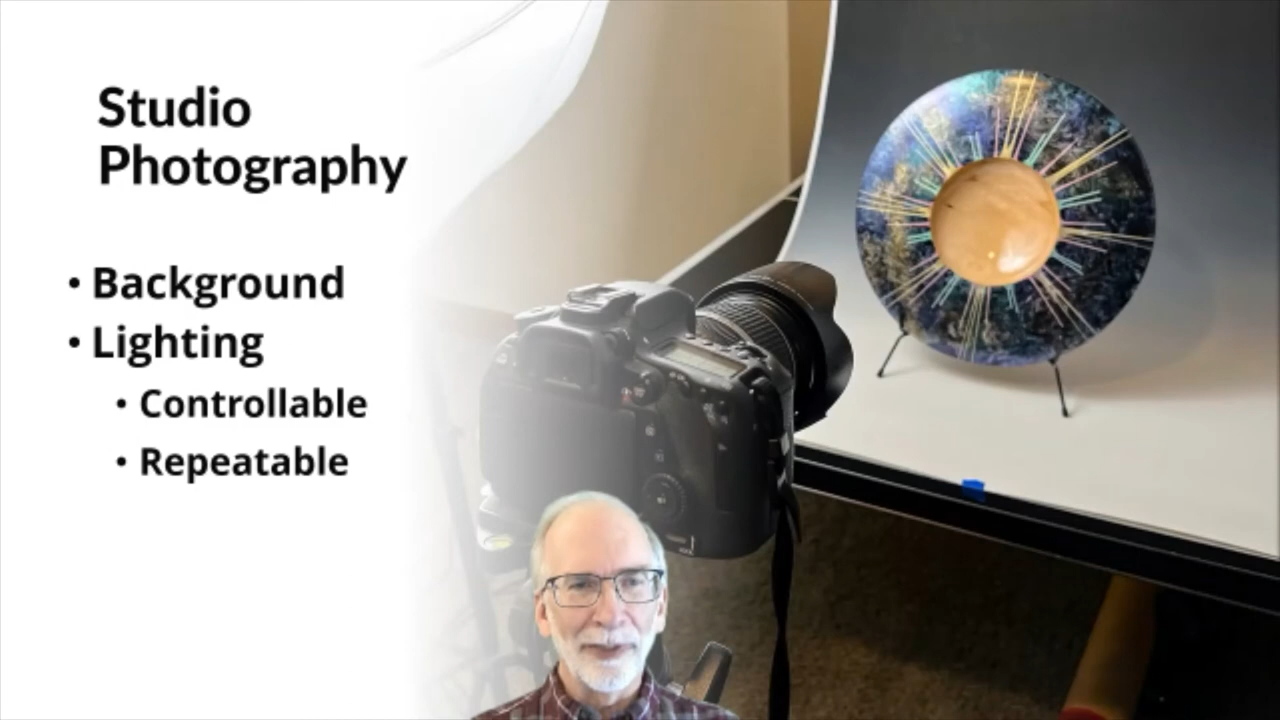 Studio
Photography
• Background
• Lighting
• Controllable
• Repeatable